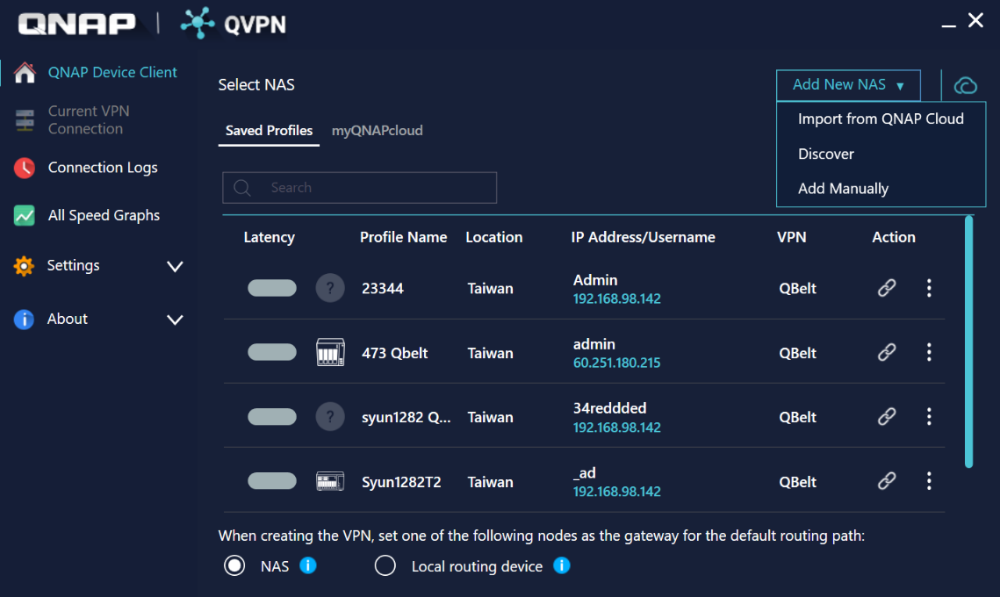 QNAP | QVPN
QNAP Device Client
Current VPN
Connection
Connection Logs
All Speed Graphs
Settings
About
Select NAS
Add New NAS ▼
Import from QNAP Cloud
Discover
Add Manually
Saved Profiles myQNAPcloud
Search
Latency Profile Name Location IP Address/Username VPN Action
? 23344 Taiwan Admin QBelt
192.168.98.142
473 Qbelt Taiwan admin QBelt
60.251.180.215
? syun1282 Q... Taiwan 34reddded QBelt
192.168.98.142
Syun1282T2 Taiwan _ad QBelt
192.168.98.142
When creating the VPN, set one of the following nodes as the gateway for the default routing path:
NAS i Local routing device i